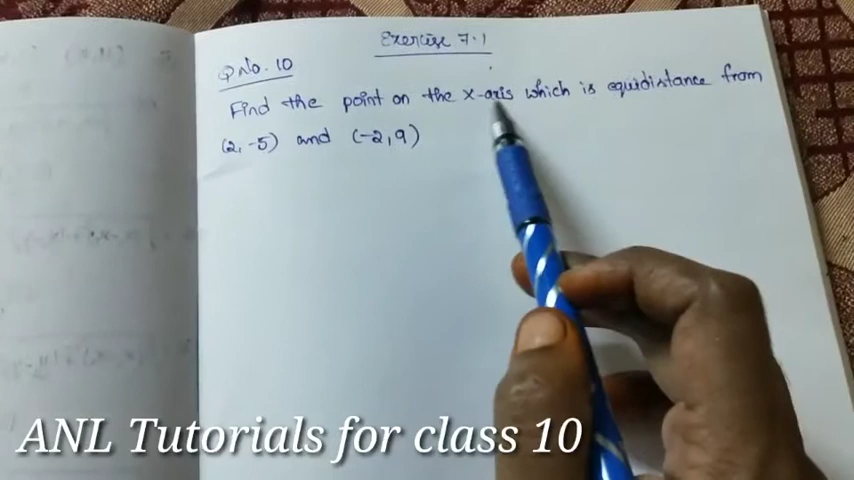 Exercise 7.1
QNo. 10
Find the point on the x-axis which is equidistance from
(2, -5) and (-2, 9)
ANL Tutorials for class 10